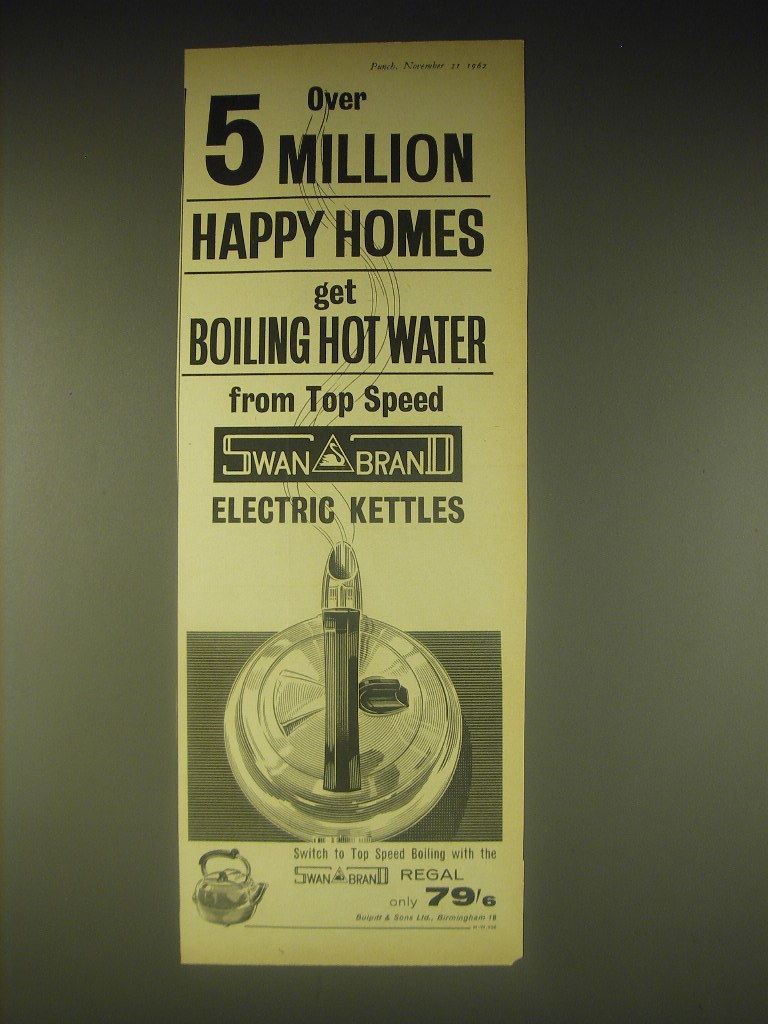 Punch, November 21 1962
Over
5 MILLION
HAPPY HOMES
get
BOILING HOT WATER
from Top Speed
SWAN BRAND
ELECTRIC KETTLES
Switch to Top Speed Boiling with the
SWAN BRAND REGAL
only 79/6
Bulpitt & Sons Ltd., Birmingham 18